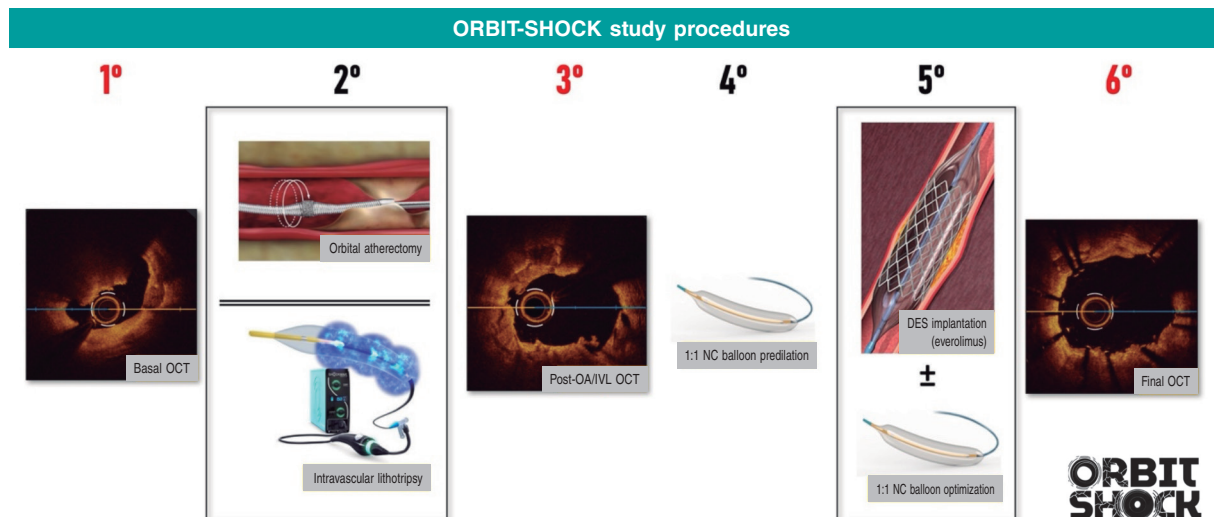 ORBIT-SHOCK study procedures
1º
2º
3º
4º
5º
6º
Basal OCT
Orbital atherectomy
Intravascular lithotripsy
Post-OA/IVL OCT
1:1 NC balloon predilation
DES implantation
(everolimus)
±
1:1 NC balloon optimization
Final OCT
ORBIT
SHOCK